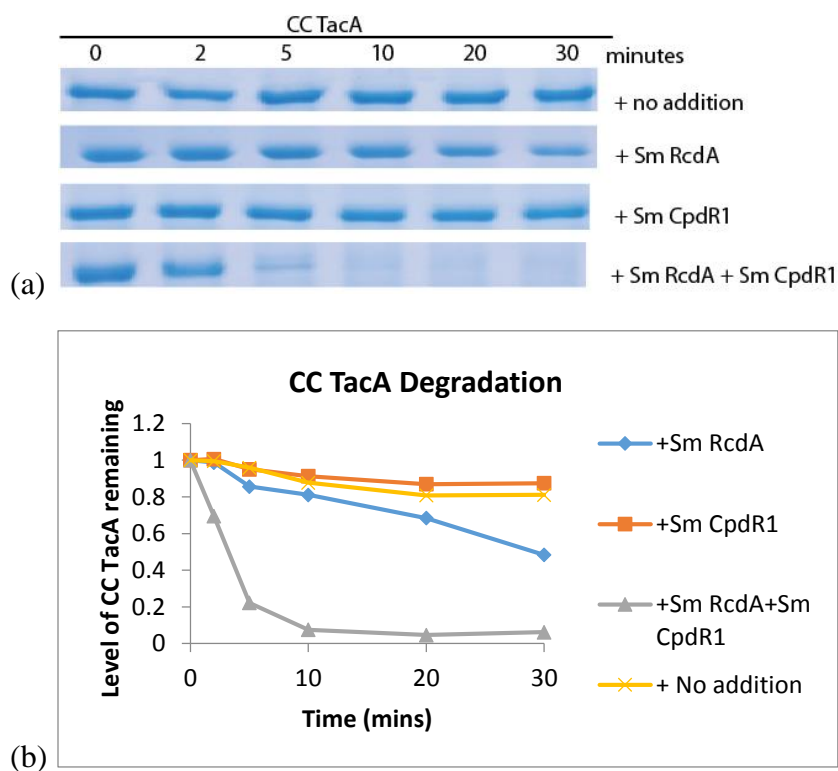 CC TacA
0 2 5 10 20 30 minutes
+ no addition
+ Sm RcdA
+ Sm CpdR1
+ Sm RcdA + Sm CpdR1
(a)
CC TacA Degradation
Level of CC TacA remaining
1.2
1
0.8
0.6
0.4
0.2
0
0 10 20 30
Time (mins)
+Sm RcdA
+Sm CpdR1
+Sm RcdA+Sm
CpdR1
+ No addition
(b)